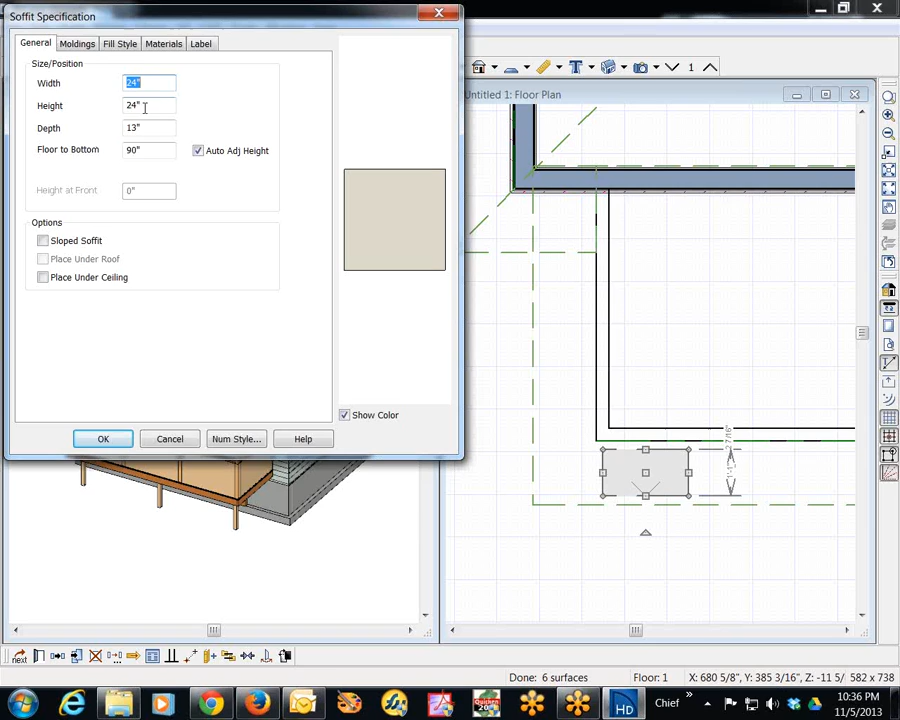 Soffit Specification
General Moldings Fill Style Materials Label
Size/Position
Width 24"
Height 24"
Depth 13"
Floor to Bottom 90" Auto Adj Height
Height at Front 0"
Options
Sloped Soffit
Place Under Roof
Place Under Ceiling
Show Color
OK Cancel Num Style... Help
1
Untitled 1: Floor Plan
Done: 6 surfaces Floor: 1 X: 680 5/8", Y: 385 3/16", Z: -11 5/ 582 x 738
Chief
10:36 PM
11/5/2013
HD
Quicken